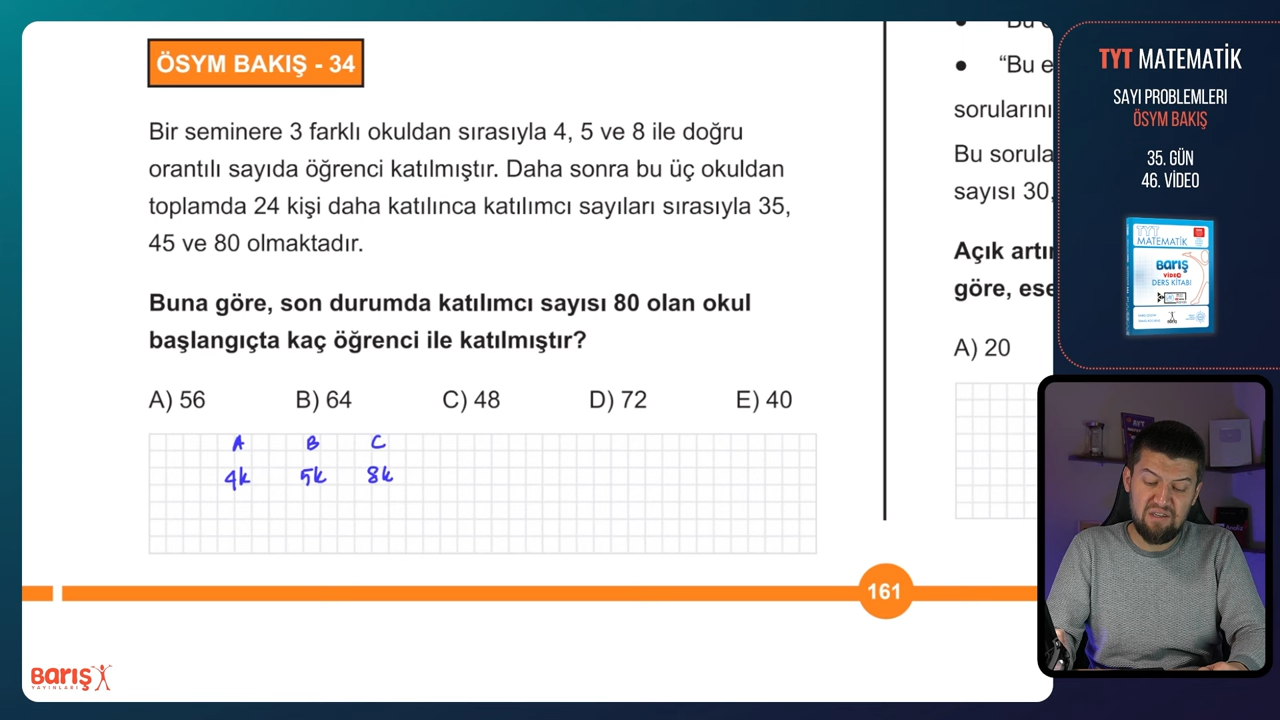 ÖSYM BAKIŞ - 34
Bir seminere 3 farklı okuldan sırasıyla 4, 5 ve 8 ile doğru
orantılı sayıda öğrenci katılmıştır. Daha sonra bu üç okuldan
toplamda 24 kişi daha katılınca katılımcı sayıları sırasıyla 35,
45 ve 80 olmaktadır.
Buna göre, son durumda katılımcı sayısı 80 olan okul
başlangıçta kaç öğrenci ile katılmıştır?
A) 56 B) 64 C) 48 D) 72 E) 40
A B C
4k 5k 8k
161
BARIŞ
YAYINLARI
● "Bu e
sorularını
Bu sorula
sayısı 30,
Açık artı
göre, ese
A) 20
TYT MATEMATİK
SAYI PROBLEMLERI
ÖSYM BAKIŞ
35. GÜN
46. VİDEO
TYT
MATEMATİK
BARIŞ
VİDEO
DERS KİTABI